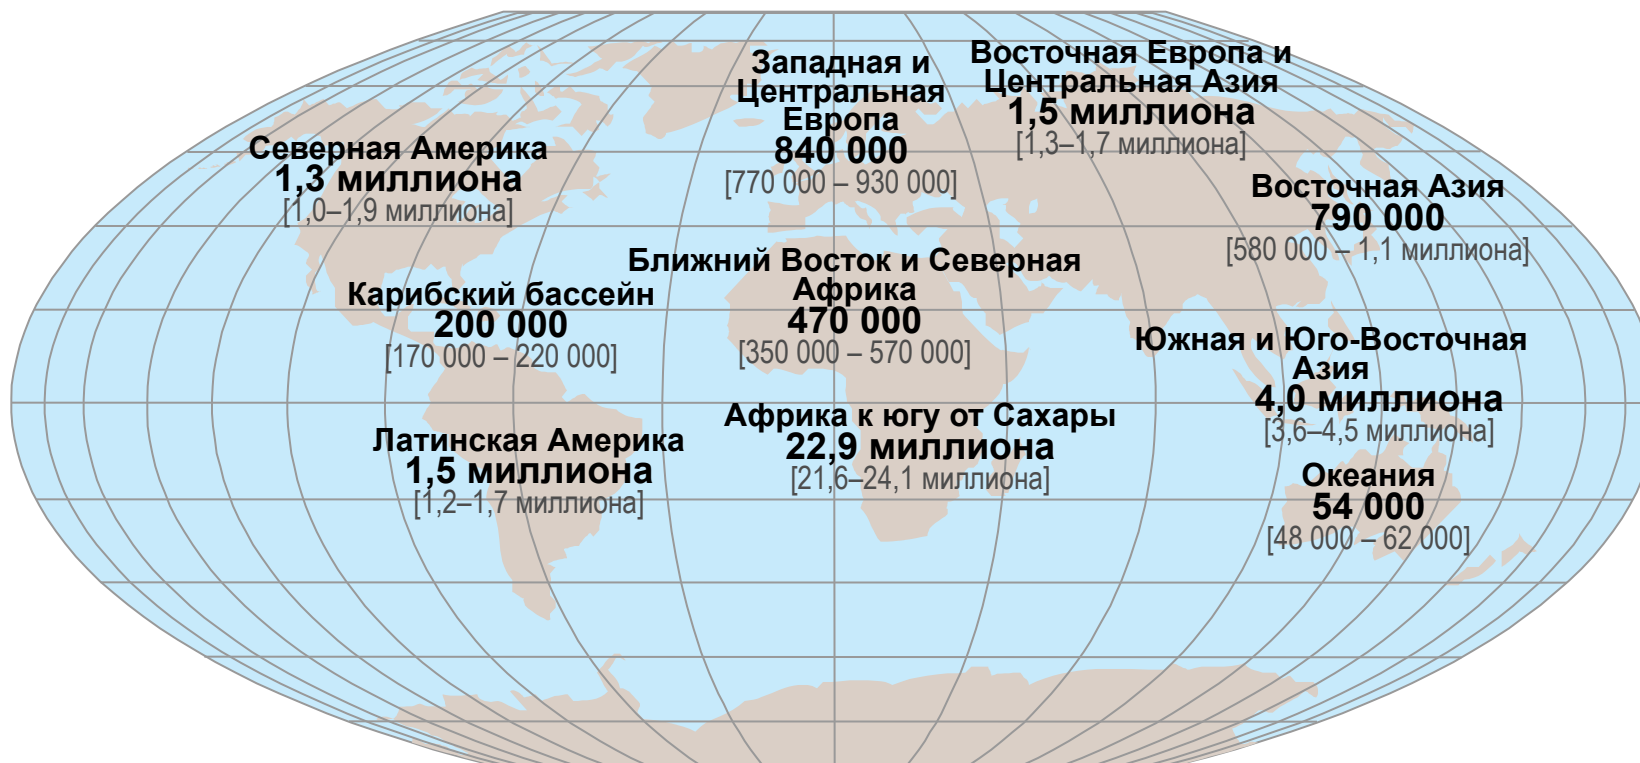 Западная и
Центральная
Европа
840 000
[770 000 – 930 000]
Восточная Европа и
Центральная Азия
1,5 миллиона
[1,3–1,7 миллиона]
Северная Америка
1,3 миллиона
[1,0–1,9 миллиона]
Восточная Азия
790 000
[580 000 – 1,1 миллиона]
Ближний Восток и Северная
Африка
470 000
[350 000 – 570 000]
Карибский бассейн
200 000
[170 000 – 220 000]
Южная и Юго-Восточная
Азия
4,0 миллиона
[3,6–4,5 миллиона]
Африка к югу от Сахары
22,9 миллиона
[21,6–24,1 миллиона]
Латинская Америка
1,5 миллиона
[1,2–1,7 миллиона]
Океания
54 000
[48 000 – 62 000]